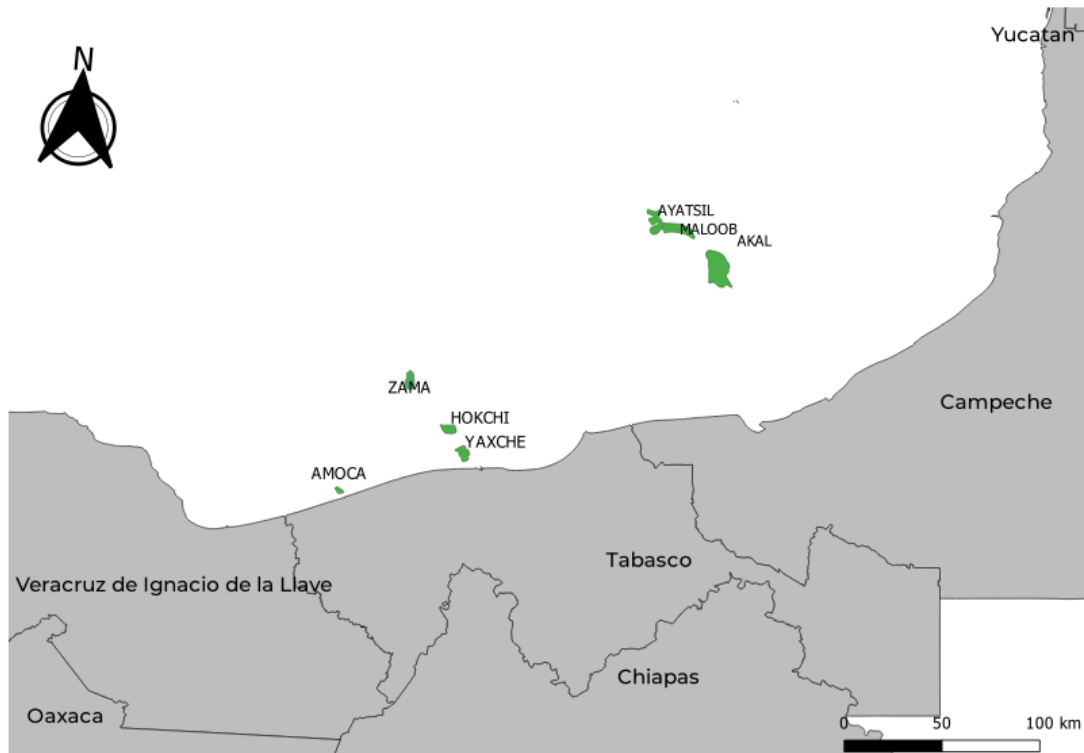 Yucatan
N
AYATSIL
MALOOB
AKAL
ZAMA
Campeche
HOKCHI
YAXCHE
AMOCA
Tabasco
Veracruz de Ignacio de la Llave
Chiapas
Oaxaca
0 50 100 km